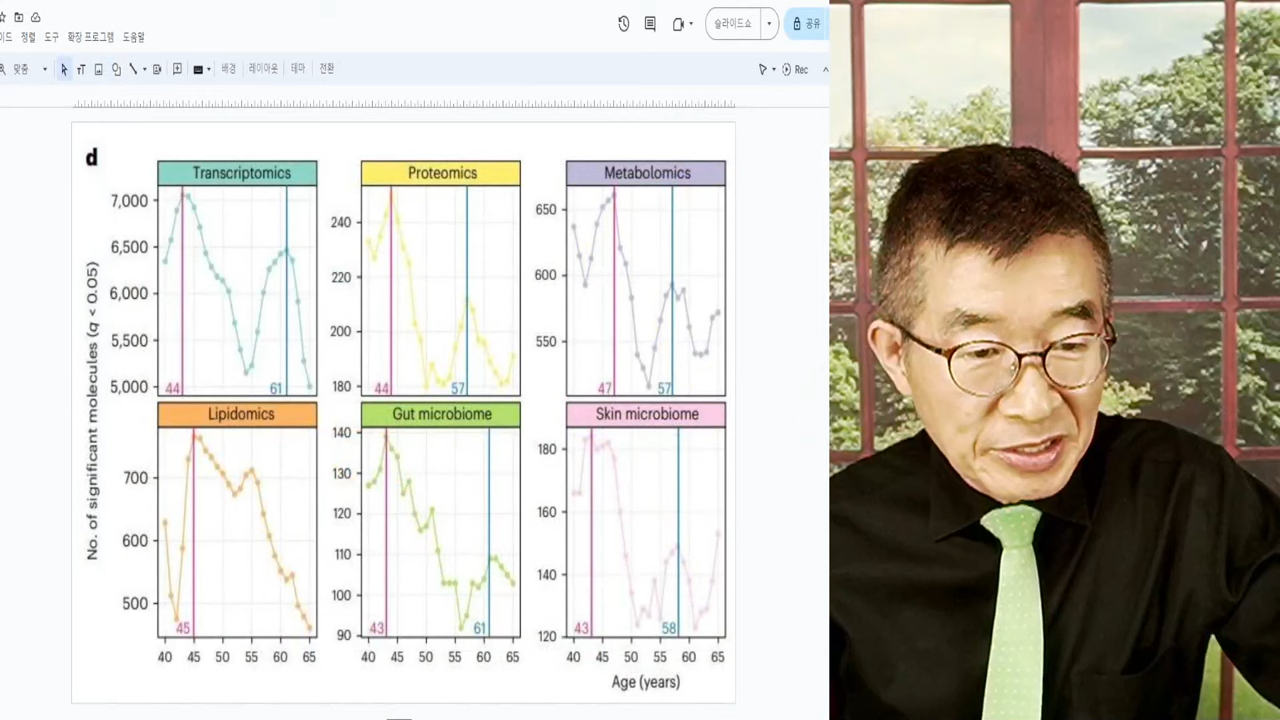 슬라이드쇼
공유
이드 정렬 도구 확장 프로그램 도움말
맞춤
배경 레이아웃 테마 전환
Rec
d
Transcriptomics
Proteomics
Metabolomics
No. of significant molecules (q < 0.05)
7,000
6,500
6,000
5,500
5,000
44
61
240
220
200
180
44
57
650
600
550
47
57
Lipidomics
Gut microbiome
Skin microbiome
700
600
500
45
140
130
120
110
100
90
43
61
180
160
140
120
43
58
40 45 50 55 60 65
40 45 50 55 60 65
40 45 50 55 60 65
Age (years)